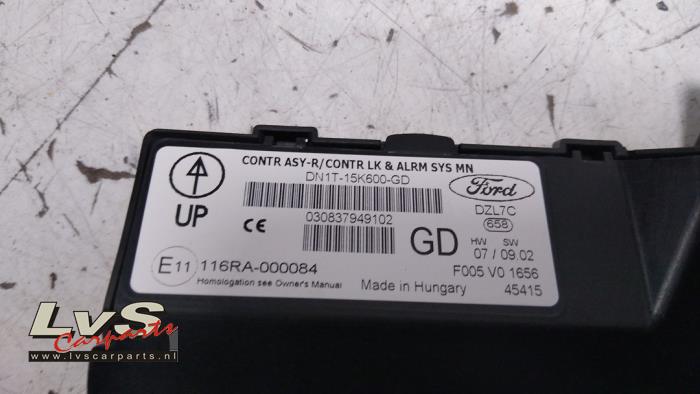 CONTR ASY-R/CONTR LK & ALRM SYS MN
DN1T-15K600-GD
Ford
UP
CE
030837949102
GD
DZL7C
658
HW SW
07 / 09.02
E11 116RA-000084
Homologation see Owner's Manual
Made in Hungary
F005 V0 1656
45415
LvS
Carparts
www.lvscarparts.nl